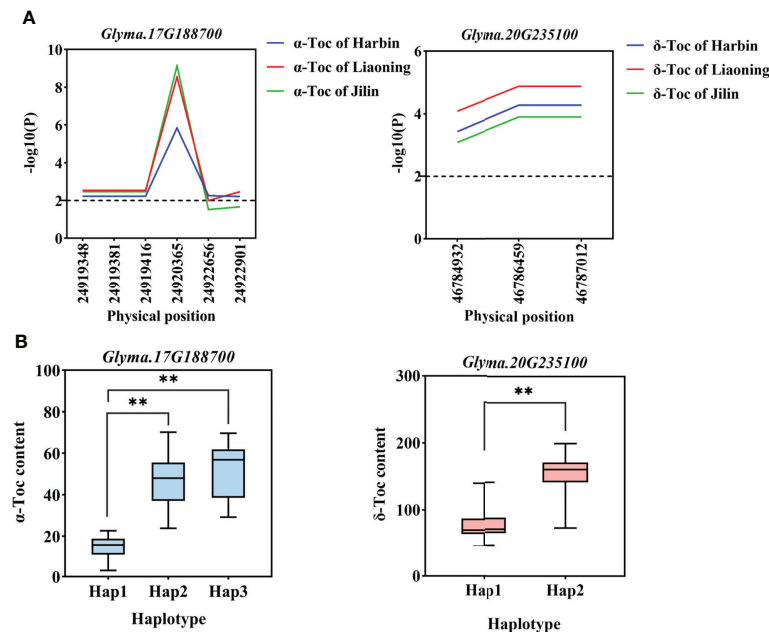 A
Glyma.17G188700
α-Toc of Harbin
α-Toc of Liaoning
α-Toc of Jilin
-log10(P)
10
8
6
4
2
0
24919348
24919381
24919416
24920365
24922656
24922901
Physical position
Glyma.20G235100
δ-Toc of Harbin
δ-Toc of Liaoning
δ-Toc of Jilin
-log10(P)
6
4
2
0
46784932
46786459
46787012
Physical position
B
Glyma.17G188700
**
**
α-Toc content
100
80
60
40
20
0
Hap1 Hap2 Hap3
Haplotype
Glyma.20G235100
**
δ-Toc content
300
200
100
0
Hap1 Hap2
Haplotype